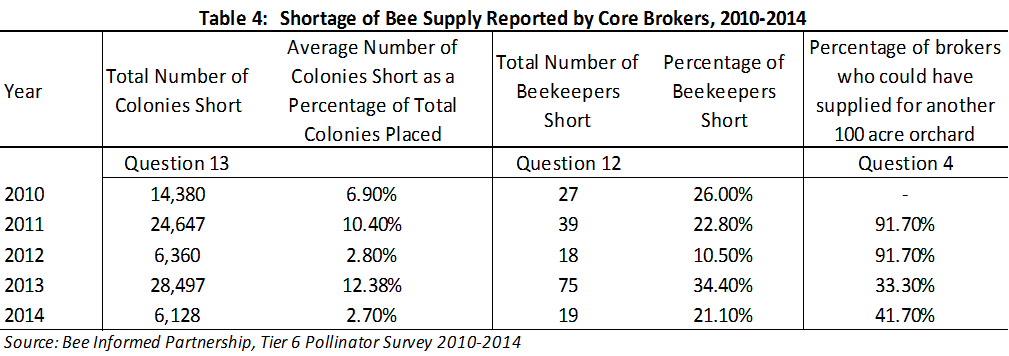 Table 4: Shortage of Bee Supply Reported by Core Brokers, 2010-2014
Year
Total Number of
Colonies Short
Average Number of
Colonies Short as a
Percentage of Total
Colonies Placed
Total Number of
Beekeepers
Short
Percentage of
Beekeepers
Short
Percentage of brokers
who could have
supplied for another
100 acre orchard
Question 13 Question 12 Question 4
2010 14,380 6.90% 27 26.00% -
2011 24,647 10.40% 39 22.80% 91.70%
2012 6,360 2.80% 18 10.50% 91.70%
2013 28,497 12.38% 75 34.40% 33.30%
2014 6,128 2.70% 19 21.10% 41.70%
Source: Bee Informed Partnership, Tier 6 Pollinator Survey 2010-2014